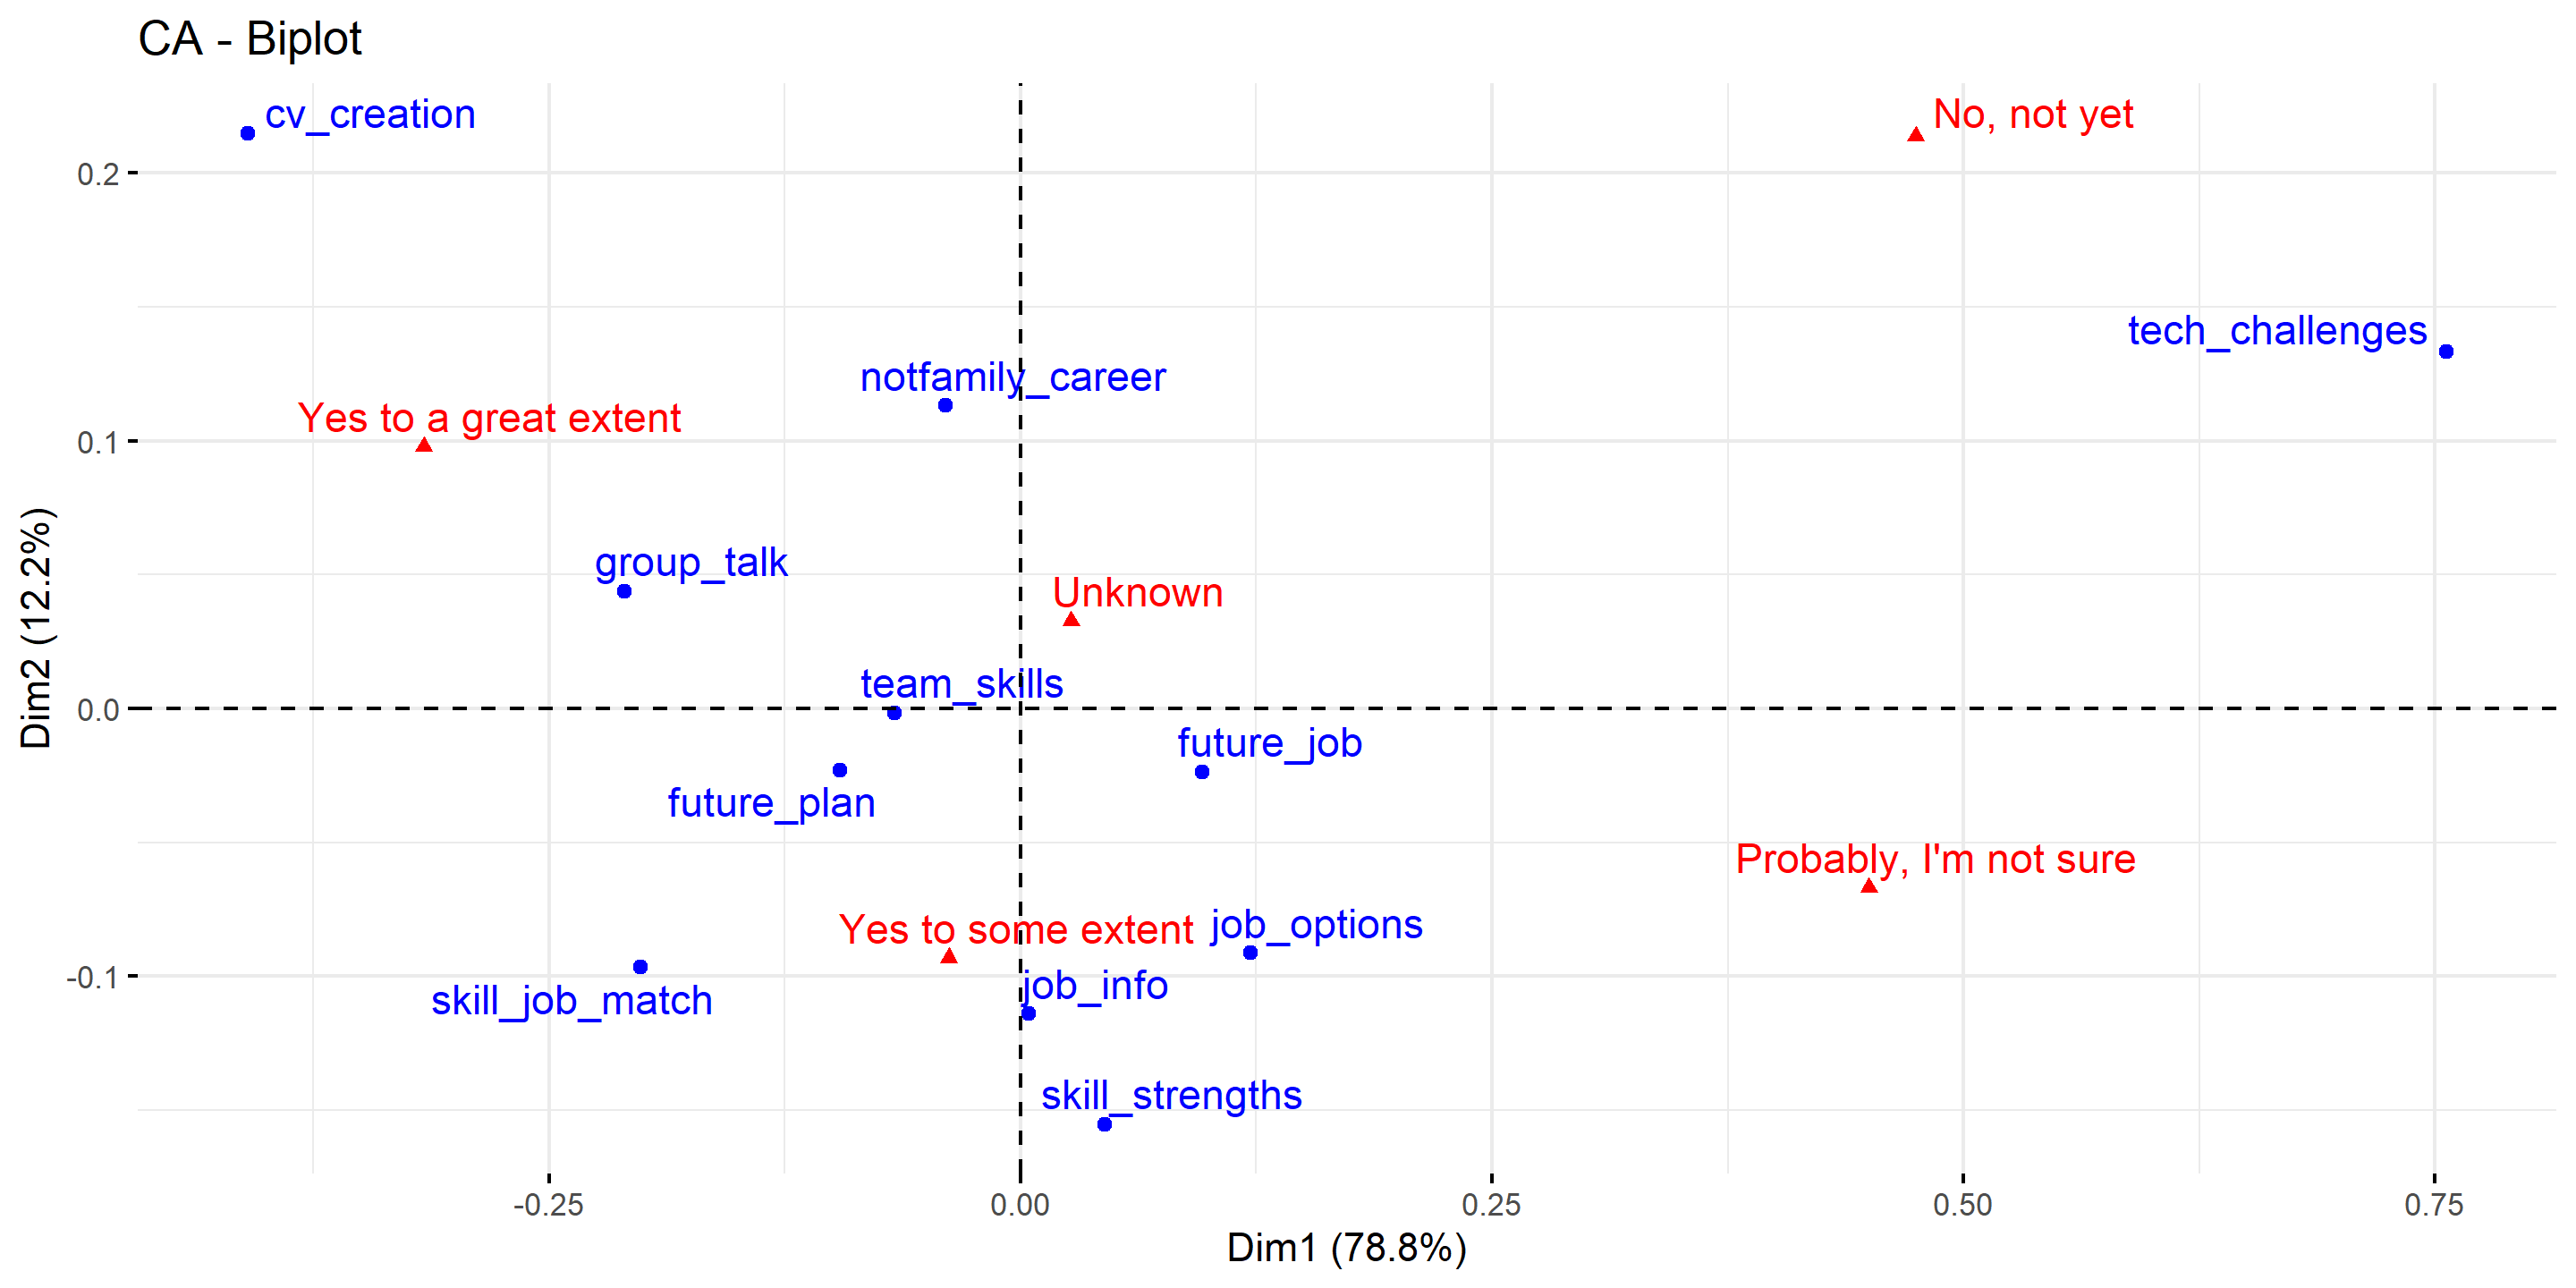 CA - Biplot
cv_creation
No, not yet
0.2
tech_challenges
notfamily_career
Yes to a great extent
0.1
group_talk
Unknown
Dim2 (12.2%)
team_skills
0.0
future_job
future_plan
Probably, I'm not sure
Yes to some extent
job_options
-0.1
job_info
skill_job_match
skill_strengths
-0.25
0.00
0.25
0.50
0.75
Dim1 (78.8%)